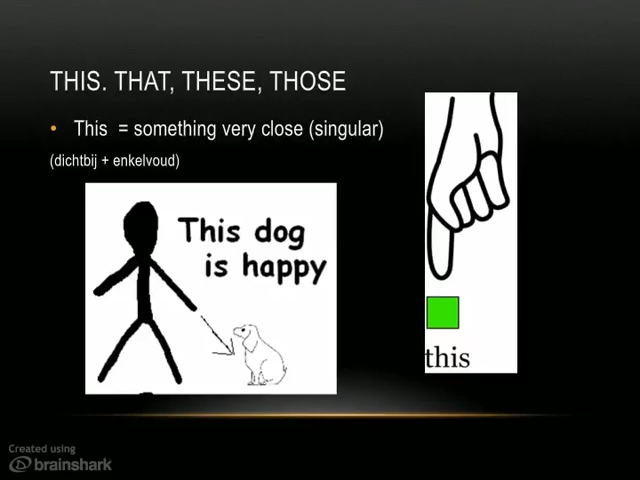 THIS. THAT, THESE, THOSE
• This = something very close (singular)
(dichtbij + enkelvoud)
This dog
is happy
this
Created using
brainshark